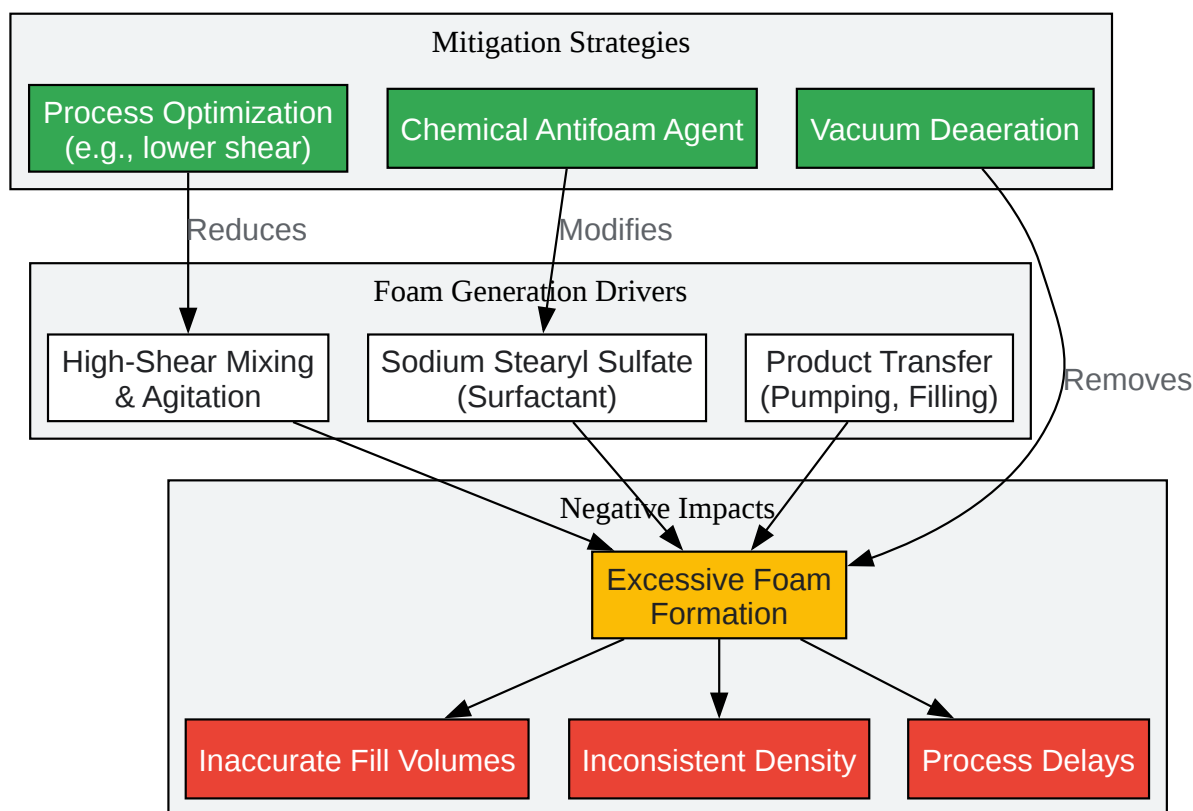 Mitigation Strategies
Process Optimization
(e.g., lower shear)
Chemical Antifoam Agent
Vacuum Deaeration
Reduces
Modifies
Foam Generation Drivers
High-Shear Mixing
& Agitation
Sodium Stearyl Sulfate
(Surfactant)
Product Transfer
(Pumping, Filling)
Removes
Negative Impacts
Excessive Foam
Formation
Inaccurate Fill Volumes
Inconsistent Density
Process Delays